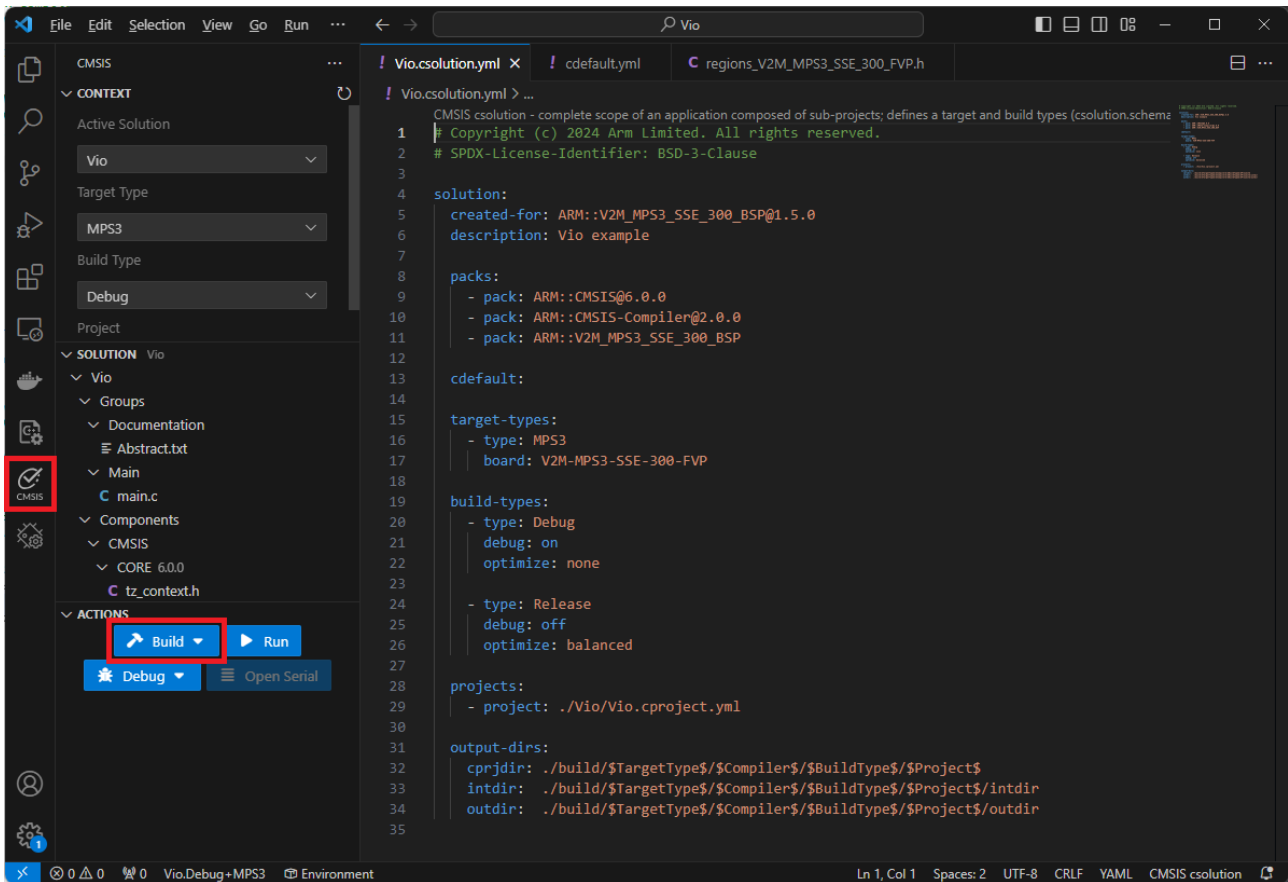 File Edit Selection View Go Run ··· Vio
CMSIS ···
CONTEXT
Active Solution
Vio
Target Type
MPS3
Build Type
Debug
Project
SOLUTION Vio
Vio
Groups
Documentation
Abstract.txt
Main
C main.c
Components
CMSIS
CORE 6.0.0
C tz_context.h
ACTIONS
Build Run
Debug Open Serial
CMSIS
1
! Vio.csolution.yml ! cdefault.yml C regions_V2M_MPS3_SSE_300_FVP.h ···
! Vio.csolution.yml > ...
CMSIS csolution - complete scope of an application composed of sub-projects; defines a target and build types (csolution.schema
1 # Copyright (c) 2024 Arm Limited. All rights reserved.
2 # SPDX-License-Identifier: BSD-3-Clause
3
4 solution:
5 created-for: ARM::V2M_MPS3_SSE_300_BSP@1.5.0
6 description: Vio example
7
8 packs:
9 - pack: ARM::CMSIS@6.0.0
10 - pack: ARM::CMSIS-Compiler@2.0.0
11 - pack: ARM::V2M_MPS3_SSE_300_BSP
12
13 cdefault:
14
15 target-types:
16 - type: MPS3
17 board: V2M-MPS3-SSE-300-FVP
18
19 build-types:
20 - type: Debug
21 debug: on
22 optimize: none
23
24 - type: Release
25 debug: off
26 optimize: balanced
27
28 projects:
29 - project: ./Vio/Vio.cproject.yml
30
31 output-dirs:
32 cprjdir: ./build/$TargetType$/$Compiler$/$BuildType$/$Project$
33 intdir: ./build/$TargetType$/$Compiler$/$BuildType$/$Project$/intdir
34 outdir: ./build/$TargetType$/$Compiler$/$BuildType$/$Project$/outdir
35
0 0 0 Vio.Debug+MPS3 Environment Ln 1, Col 1 Spaces: 2 UTF-8 CRLF YAML CMSIS csolution